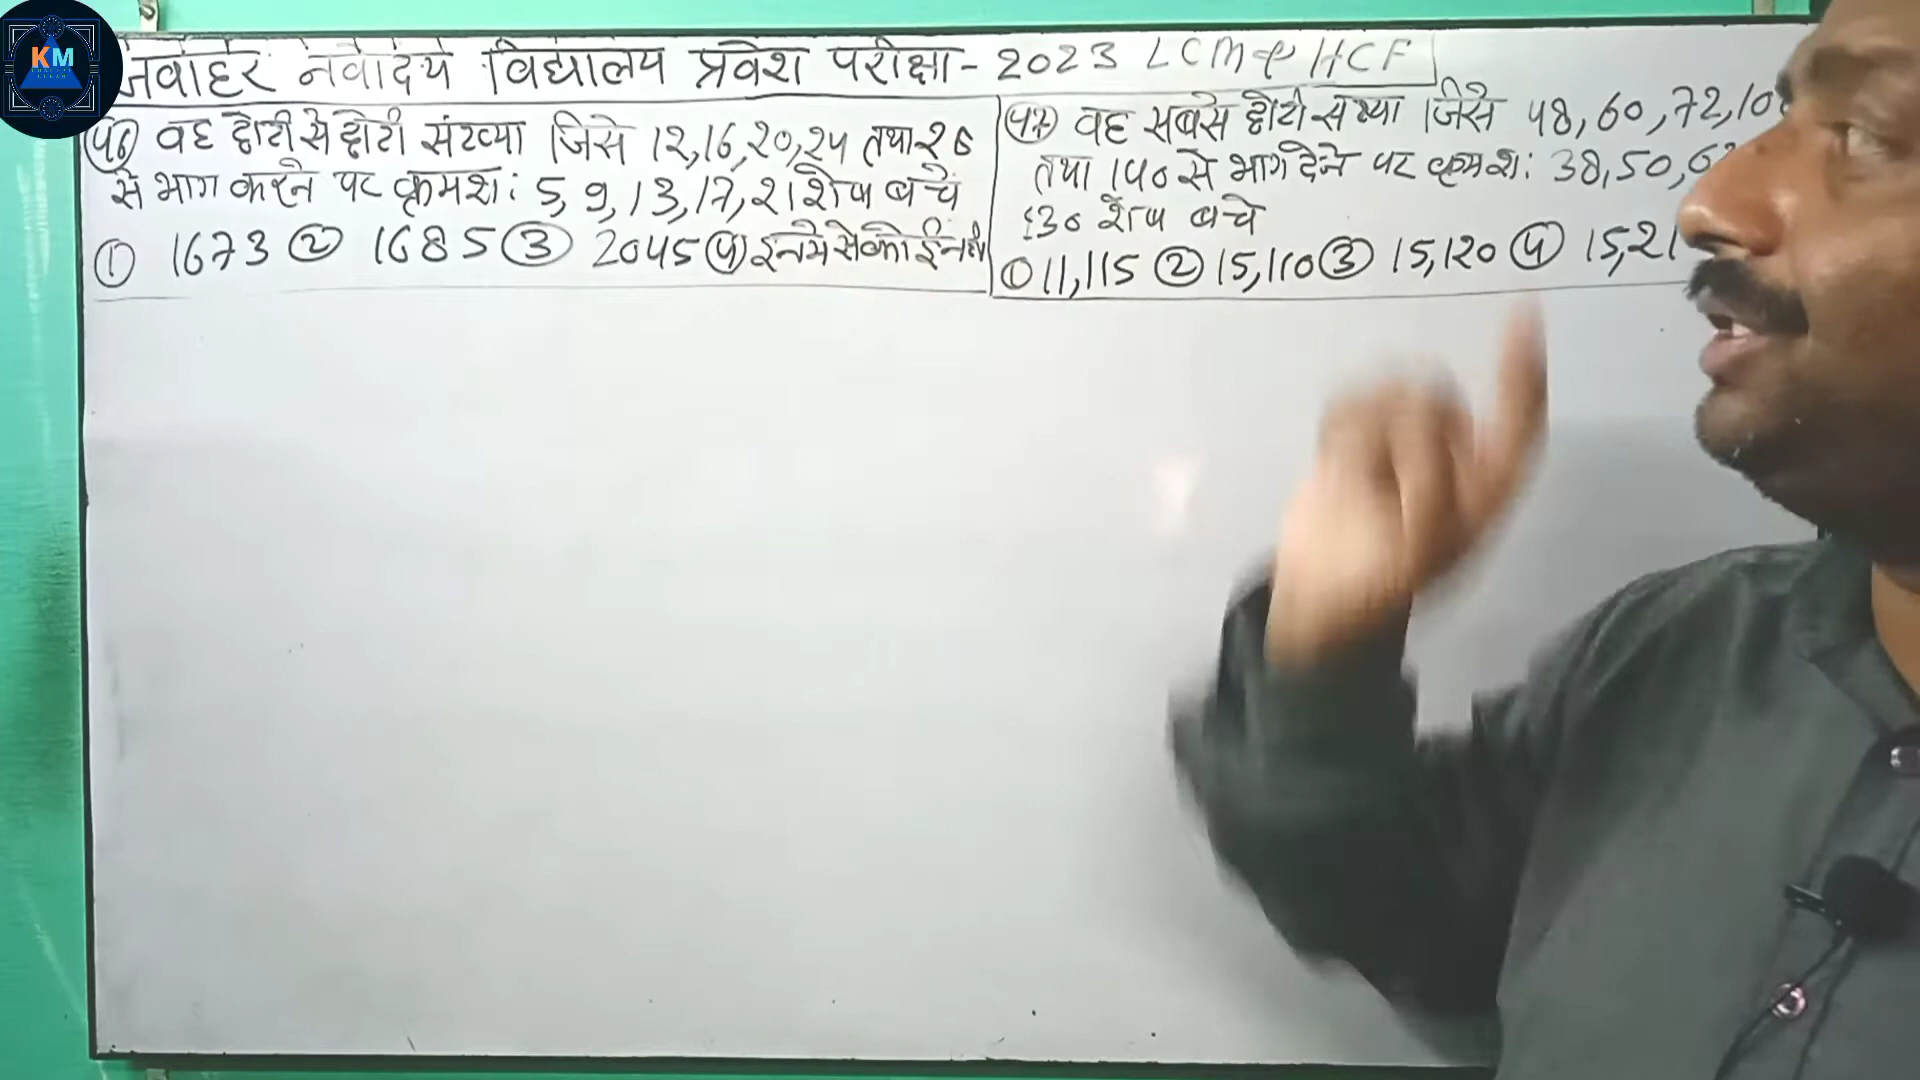 KM
जवाहर नवोदय विद्यालय प्रवेश परीक्षा - 2023 LCM & HCF
46 वह छोटी से छोटी संख्या जिसे 12,16,20,24 तथा 28
से भाग करने पर क्रमश: 5, 9, 13, 17, 21 शेष बचे
① 1673 ② 1685 ③ 2045 ④ इनमे से कोई नही
47 वह सबसे छोटी संख्या जिसे 48, 60, 72,
तथा 140 से भाग देने पर क्रमश: 38, 50,
130 शेष बचे
① 11,115 ② 15,110 ③ 15,120 ④ 15,21